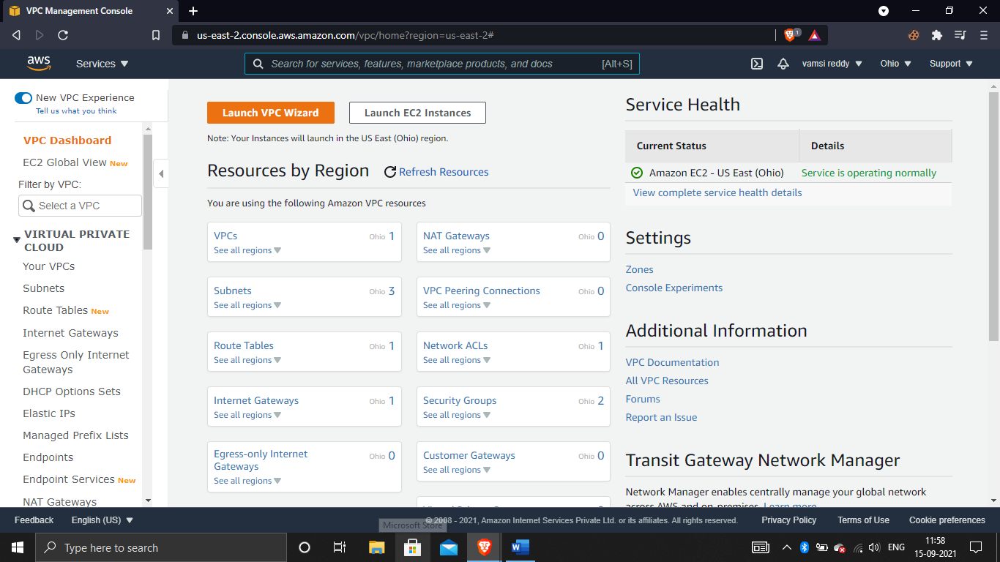 VPC Management Console
us-east-2.console.aws.amazon.com/vpc/home?region=us-east-2#
1
aws
Services
Search for services, features, marketplace products, and docs
[Alt+S]
vamsi reddy
Ohio
Support
New VPC Experience
Tell us what you think
VPC Dashboard
EC2 Global View New
Filter by VPC:
Select a VPC
VIRTUAL PRIVATE
CLOUD
Your VPCs
Subnets
Route Tables New
Internet Gateways
Egress Only Internet
Gateways
DHCP Options Sets
Elastic IPs
Managed Prefix Lists
Endpoints
Endpoint Services New
NAT Gateways
Launch VPC Wizard
Launch EC2 Instances
Note: Your Instances will launch in the US East (Ohio) region.
Resources by Region
Refresh Resources
You are using the following Amazon VPC resources
VPCs Ohio 1
See all regions
NAT Gateways Ohio 0
See all regions
Subnets Ohio 3
See all regions
VPC Peering Connections Ohio 0
See all regions
Route Tables Ohio 1
See all regions
Network ACLs Ohio 1
See all regions
Internet Gateways Ohio 1
See all regions
Security Groups Ohio 2
See all regions
Egress-only Internet
Gateways Ohio 0
See all regions
Customer Gateways Ohio 0
See all regions
Service Health
Current Status Details
Amazon EC2 - US East (Ohio) Service is operating normally
View complete service health details
Settings
Zones
Console Experiments
Additional Information
VPC Documentation
All VPC Resources
Forums
Report an Issue
Transit Gateway Network Manager
Network Manager enables centrally manage your global network
across AWS and on-premises. Learn more
Feedback
English (US)
Microsoft Store
© 2008 - 2021, Amazon Internet Services Private Ltd. or its affiliates. All rights reserved.
Privacy Policy
Terms of Use
Cookie preferences
Type here to search
W
ENG
11:58
15-09-2021